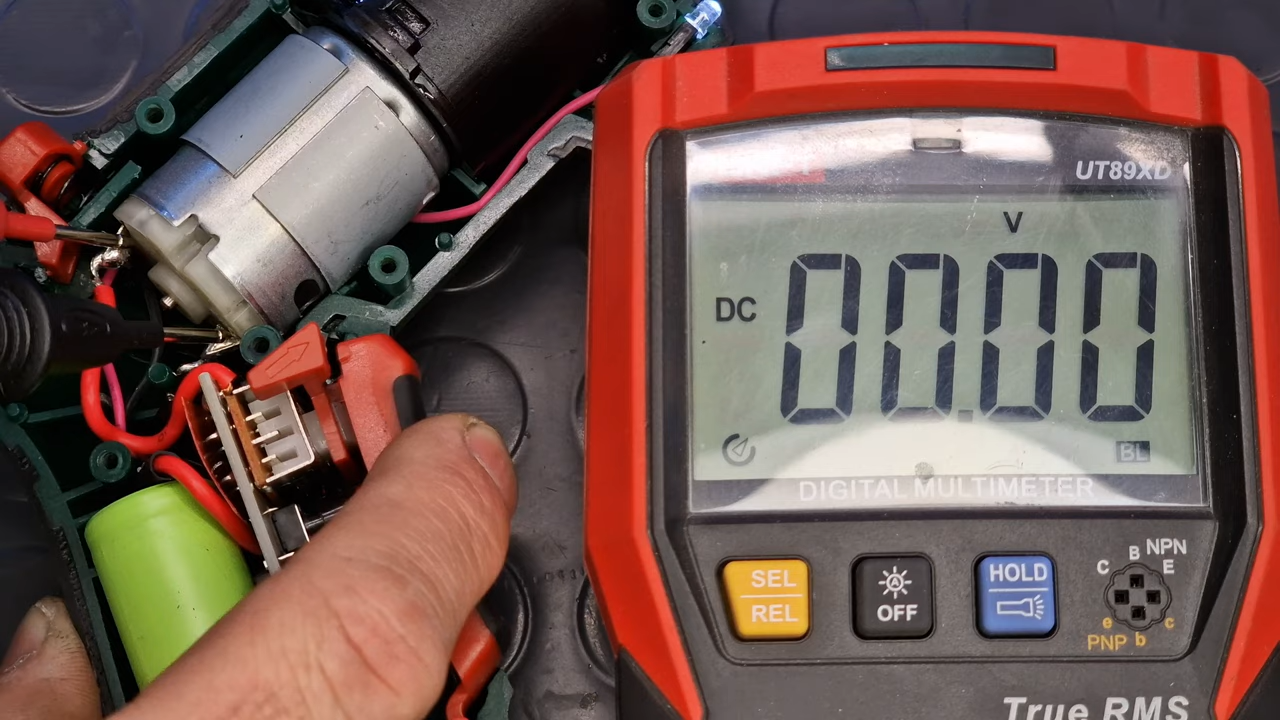 UT89XD
V
DC 00.00
BL
DIGITAL MULTIMETER
SEL
REL
OFF
HOLD
NPN
C B E
e b c
PNP
True RMS